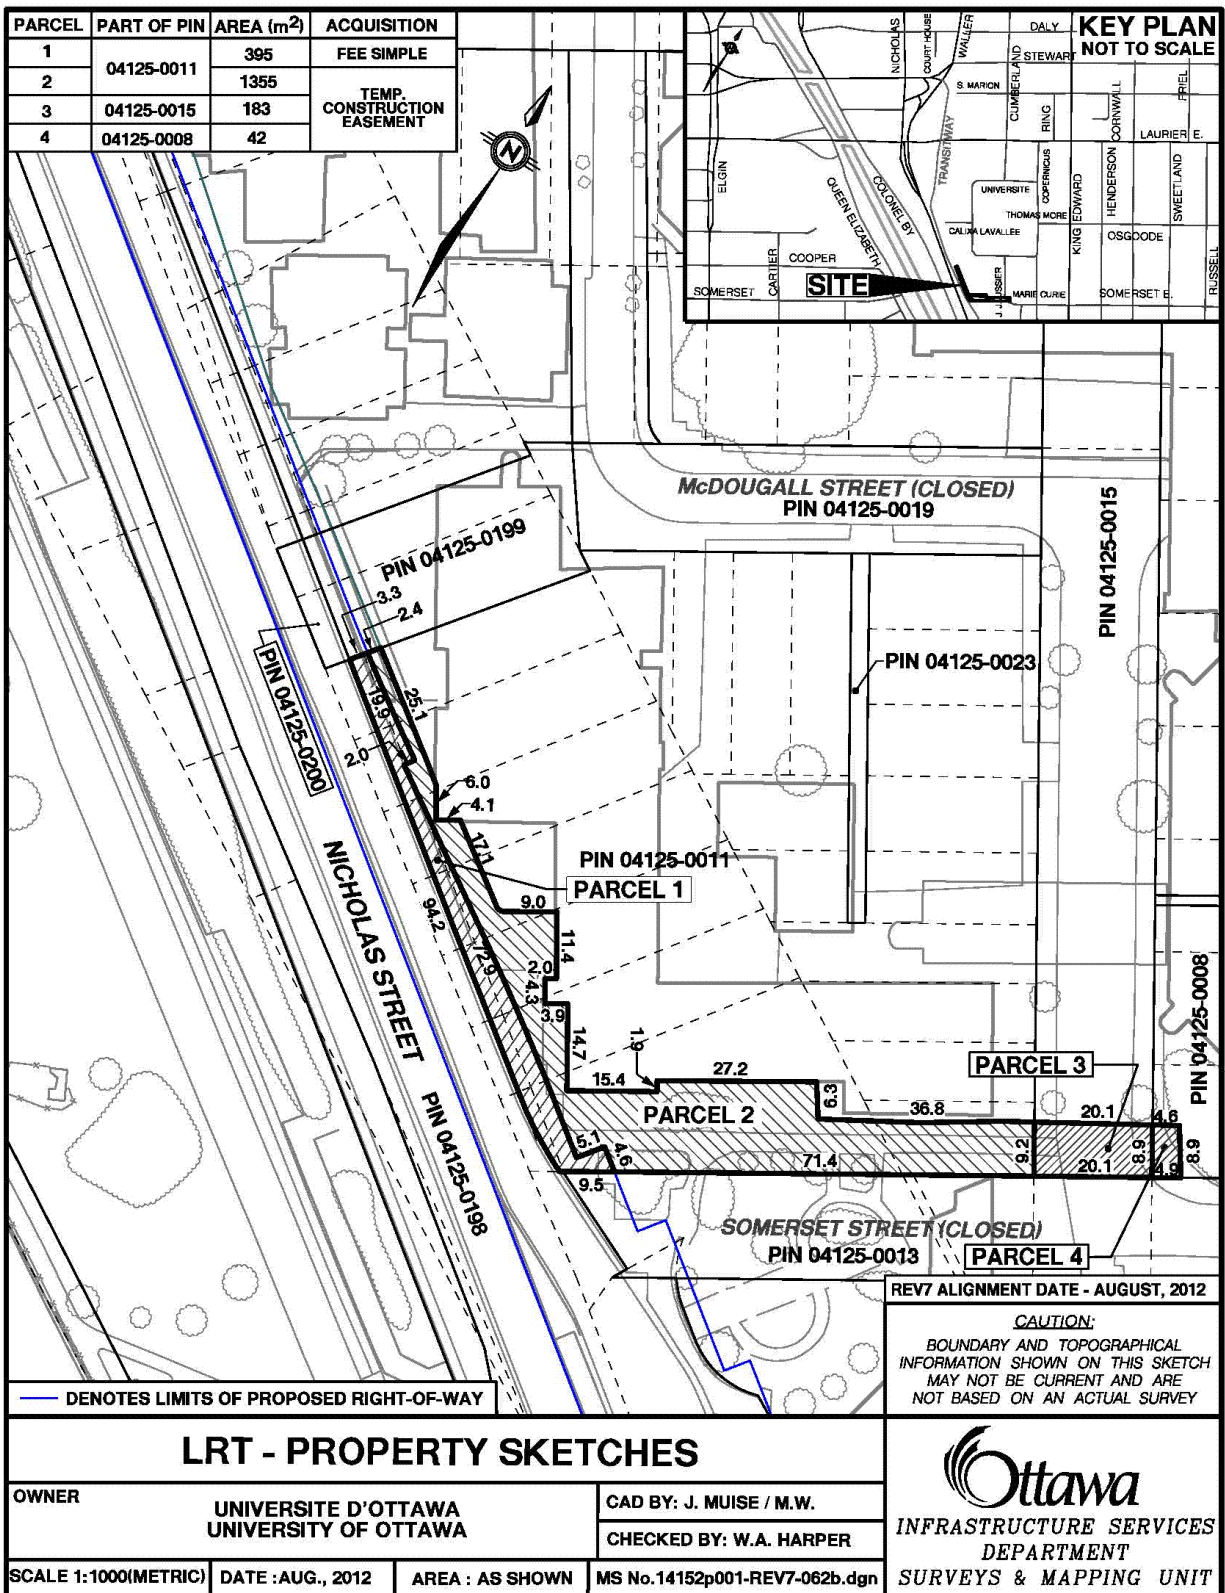 PARCEL PART OF PIN AREA (m2) ACQUISITION
1 04125-0011 395 FEE SIMPLE
2 1355 TEMP. CONSTRUCTION EASEMENT
3 04125-0015 183
4 04125-0008 42
N
KEY PLAN
NOT TO SCALE
NICHOLAS
COURT HOUSE
WALLER
DALY
STEWART
CUMBERLAND
S. MARION
RING
CORNWALL
FRIEL
LAURIER E.
TRANSITWAY
ELGIN
QUEEN ELIZABETH
COLONEL BY
UNIVERSITE
COPERNICUS
THOMAS MORE
KING EDWARD
HENDERSON
SWEETLAND
CALIXA LAVALLEE
OSGOODE
CARTIER
COOPER
SOMERSET
SITE
MARIE CURIE
SOMERSET E.
RUSSELL
McDOUGALL STREET (CLOSED)
PIN 04125-0019
PIN 04125-0015
PIN 04125-0199
3.3
2.4
PIN 04125-0200
19.9
25.1
2.0
6.0
4.1
17.1
PIN 04125-0023
PIN 04125-0011
PARCEL 1
9.0
94.2
72.9
11.4
2.0
4.3
3.9
14.7
1.9
15.4
27.2
NICHOLAS STREET PIN 04125-0198
PIN 04125-0008
PARCEL 3
PARCEL 2
6.3
36.8
20.1
4.6
5.1
4.6
71.4
9.2
20.1
8.9
4.9
8.9
9.5
SOMERSET STREET (CLOSED)
PIN 04125-0013
PARCEL 4
REV7 ALIGNMENT DATE - AUGUST, 2012
CAUTION:
BOUNDARY AND TOPOGRAPHICAL
INFORMATION SHOWN ON THIS SKETCH
MAY NOT BE CURRENT AND ARE
NOT BASED ON AN ACTUAL SURVEY
DENOTES LIMITS OF PROPOSED RIGHT-OF-WAY
LRT - PROPERTY SKETCHES
OWNER
UNIVERSITE D'OTTAWA
UNIVERSITY OF OTTAWA
CAD BY: J. MUISE / M.W.
CHECKED BY: W.A. HARPER
SCALE 1:1000(METRIC) DATE :AUG., 2012 AREA : AS SHOWN MS No.14152p001-REV7-062b.dgn
Ottawa
INFRASTRUCTURE SERVICES
DEPARTMENT
SURVEYS & MAPPING UNIT